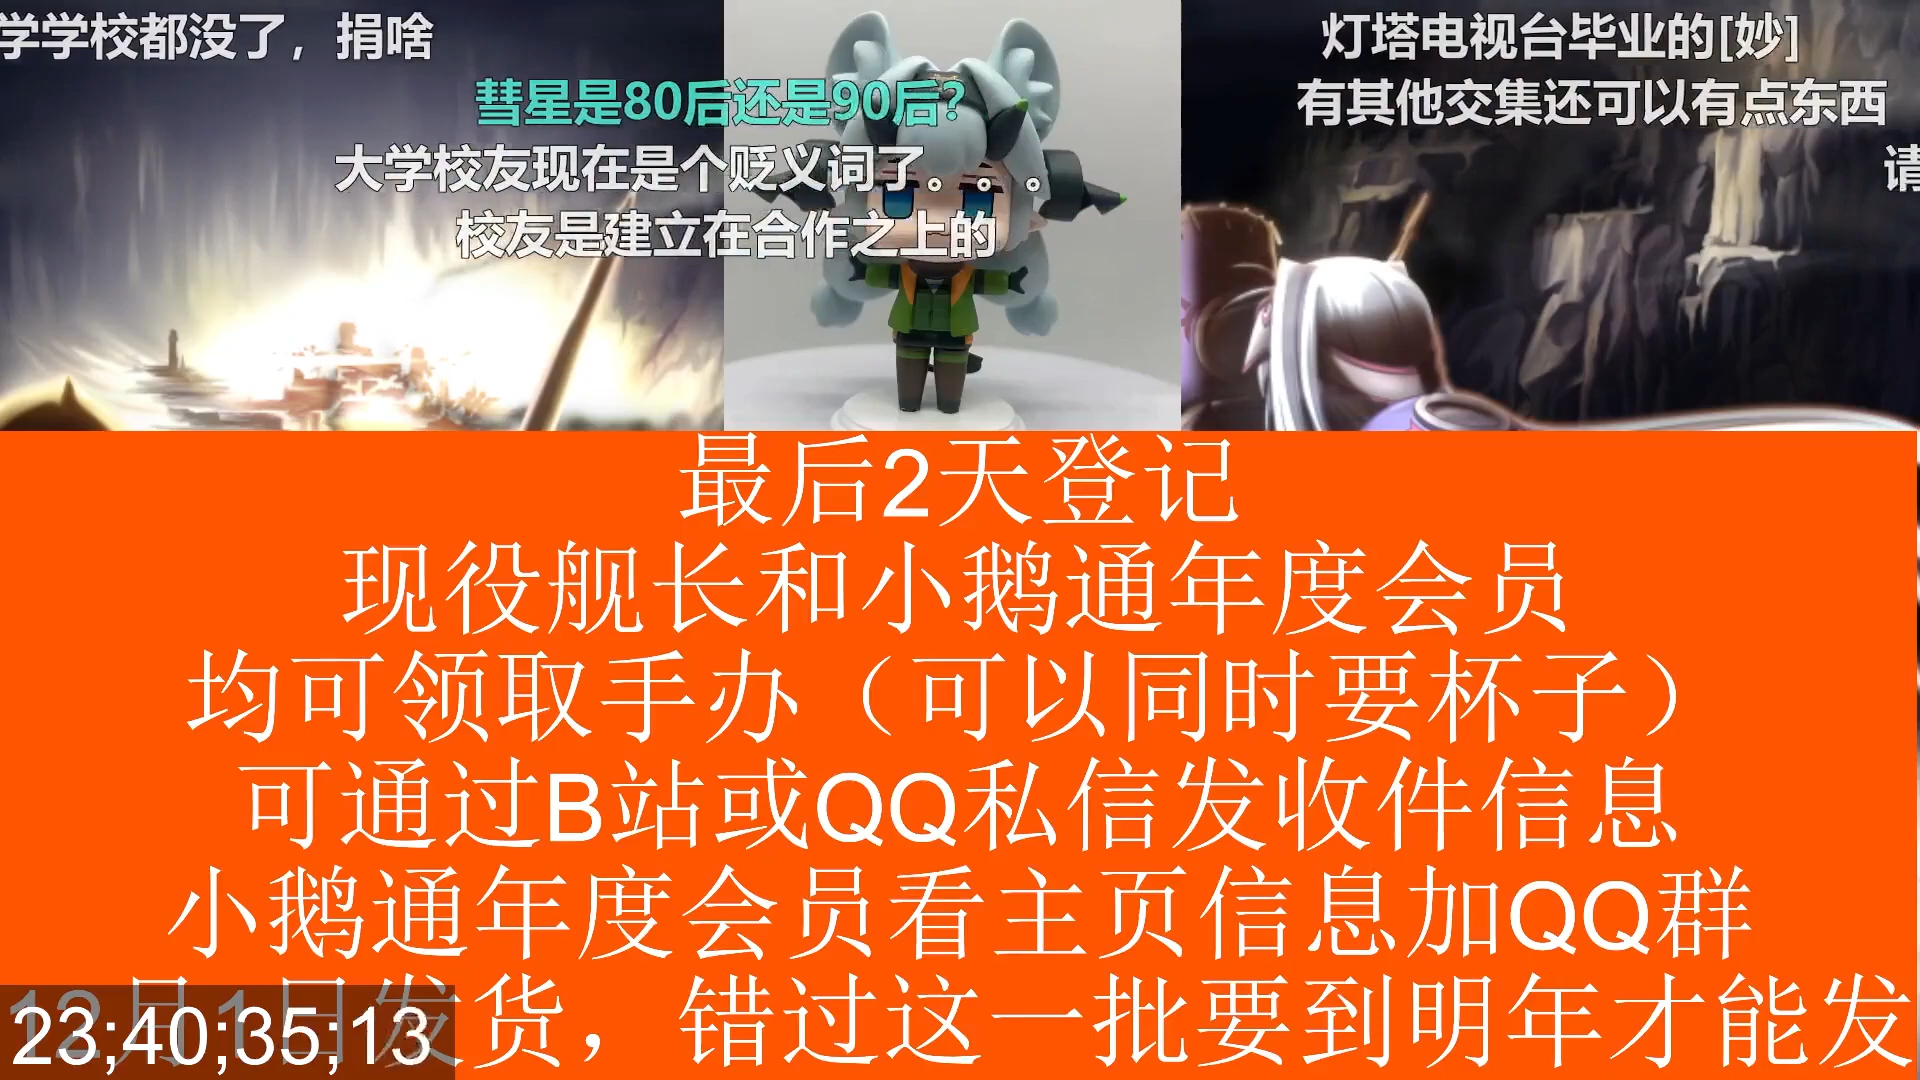 学学校都没了，捐啥
灯塔电视台毕业的[妙]
彗星是80后还是90后？
有其他交集还可以有点东西
大学校友现在是个贬义词了。。。
请
校友是建立在合作之上的
最后2天登记
现役舰长和小鹅通年度会员
均可领取手办（可以同时要杯子）
可通过B站或QQ私信发收件信息
小鹅通年度会员看主页信息加QQ群
12月1日发货，错过这一批要到明年才能发
23;40;35;13